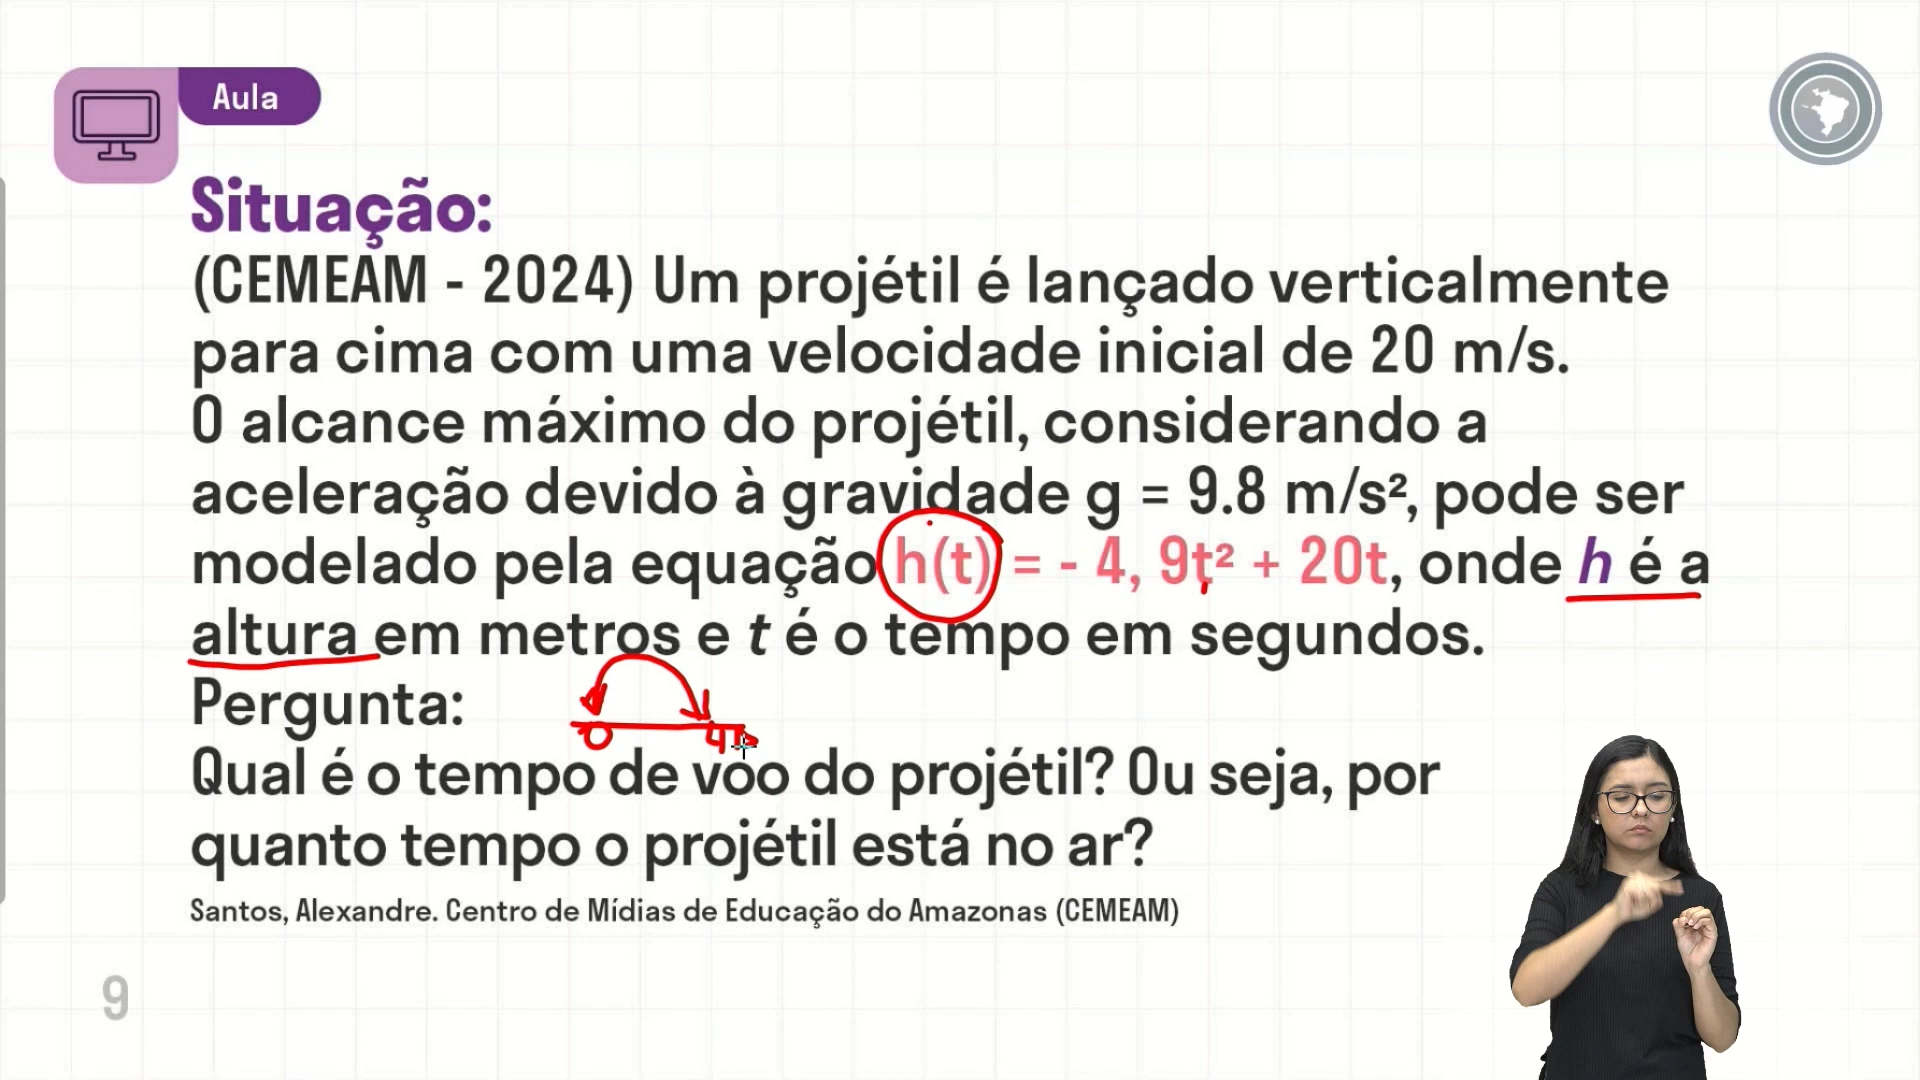 Aula
Situação:
(CEMEAM - 2024) Um projétil é lançado verticalmente
para cima com uma velocidade inicial de 20 m/s.
O alcance máximo do projétil, considerando a
aceleração devido à gravidade g = 9.8 m/s², pode ser
modelado pela equação h(t) = - 4, 9t² + 20t, onde h é a
altura em metros e t é o tempo em segundos.
Pergunta:
0
Qual é o tempo de voo do projétil? Ou seja, por
quanto tempo o projétil está no ar?
Santos, Alexandre. Centro de Mídias de Educação do Amazonas (CEMEAM)
9